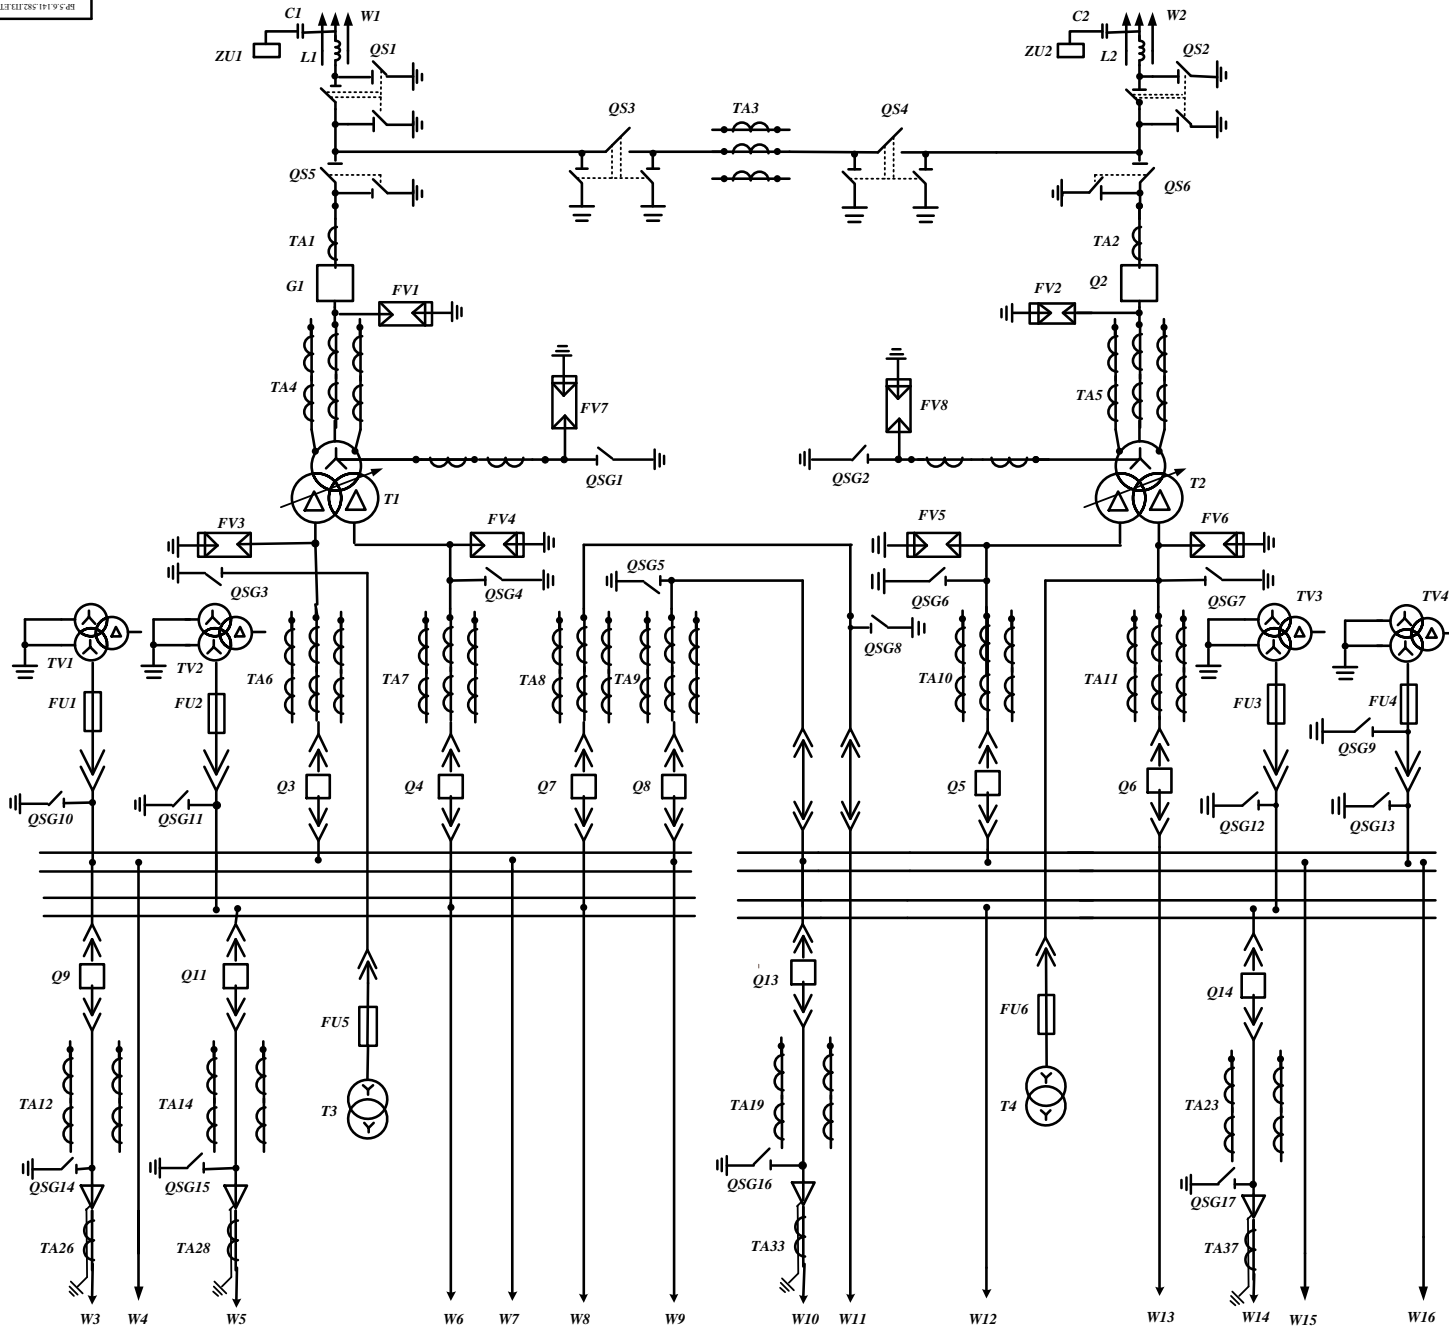 C1 W1 C2 W2
ZU1 L1 QS1 ZU2 L2 QS2
QS3 TA3 QS4
QS5 QS6
TA1 TA2
G1 FV1 FV2 Q2
TA4 FV7 FV8 TA5
QSG1 QSG2
T1 T2
FV3 FV4 FV5 FV6
QSG3 QSG4 QSG5 QSG6 QSG7 TV3 TV4
TV1 TV2 TA6 TA7 TA8 TA9 QSG8 TA10 TA11
FU1 FU2 FU3 FU4
QSG9
Q3 Q4 Q7 Q8 Q5 Q6
QSG10 QSG11 QSG12 QSG13
Q9 Q11 Q13 Q14
FU5 FU6
TA12 TA14 T3 TA19 T4 TA23
QSG14 QSG15 QSG16 QSG17
TA26 TA28 TA33 TA37
W3 W4 W5 W6 W7 W8 W9 W10 W11 W12 W13 W14 W15 W16